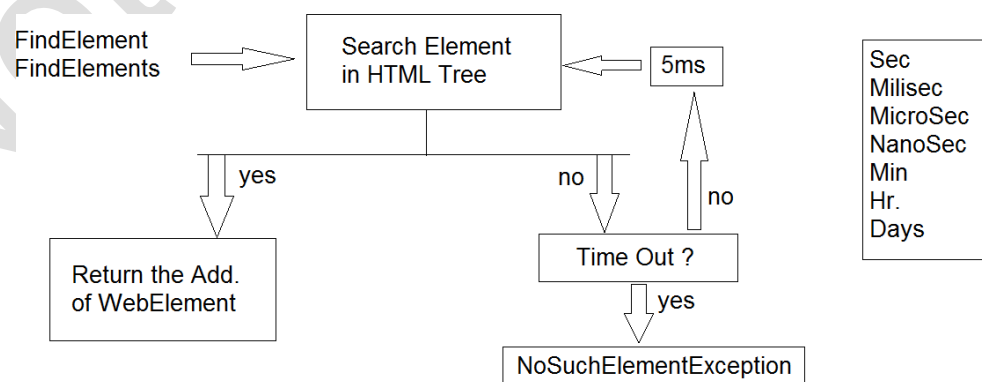 FindElement
FindElements
Search Element
in HTML Tree
5ms
Sec
Milisec
MicroSec
NanoSec
Min
Hr.
Days
yes
no
no
Return the Add.
of WebElement
Time Out ?
yes
NoSuchElementException